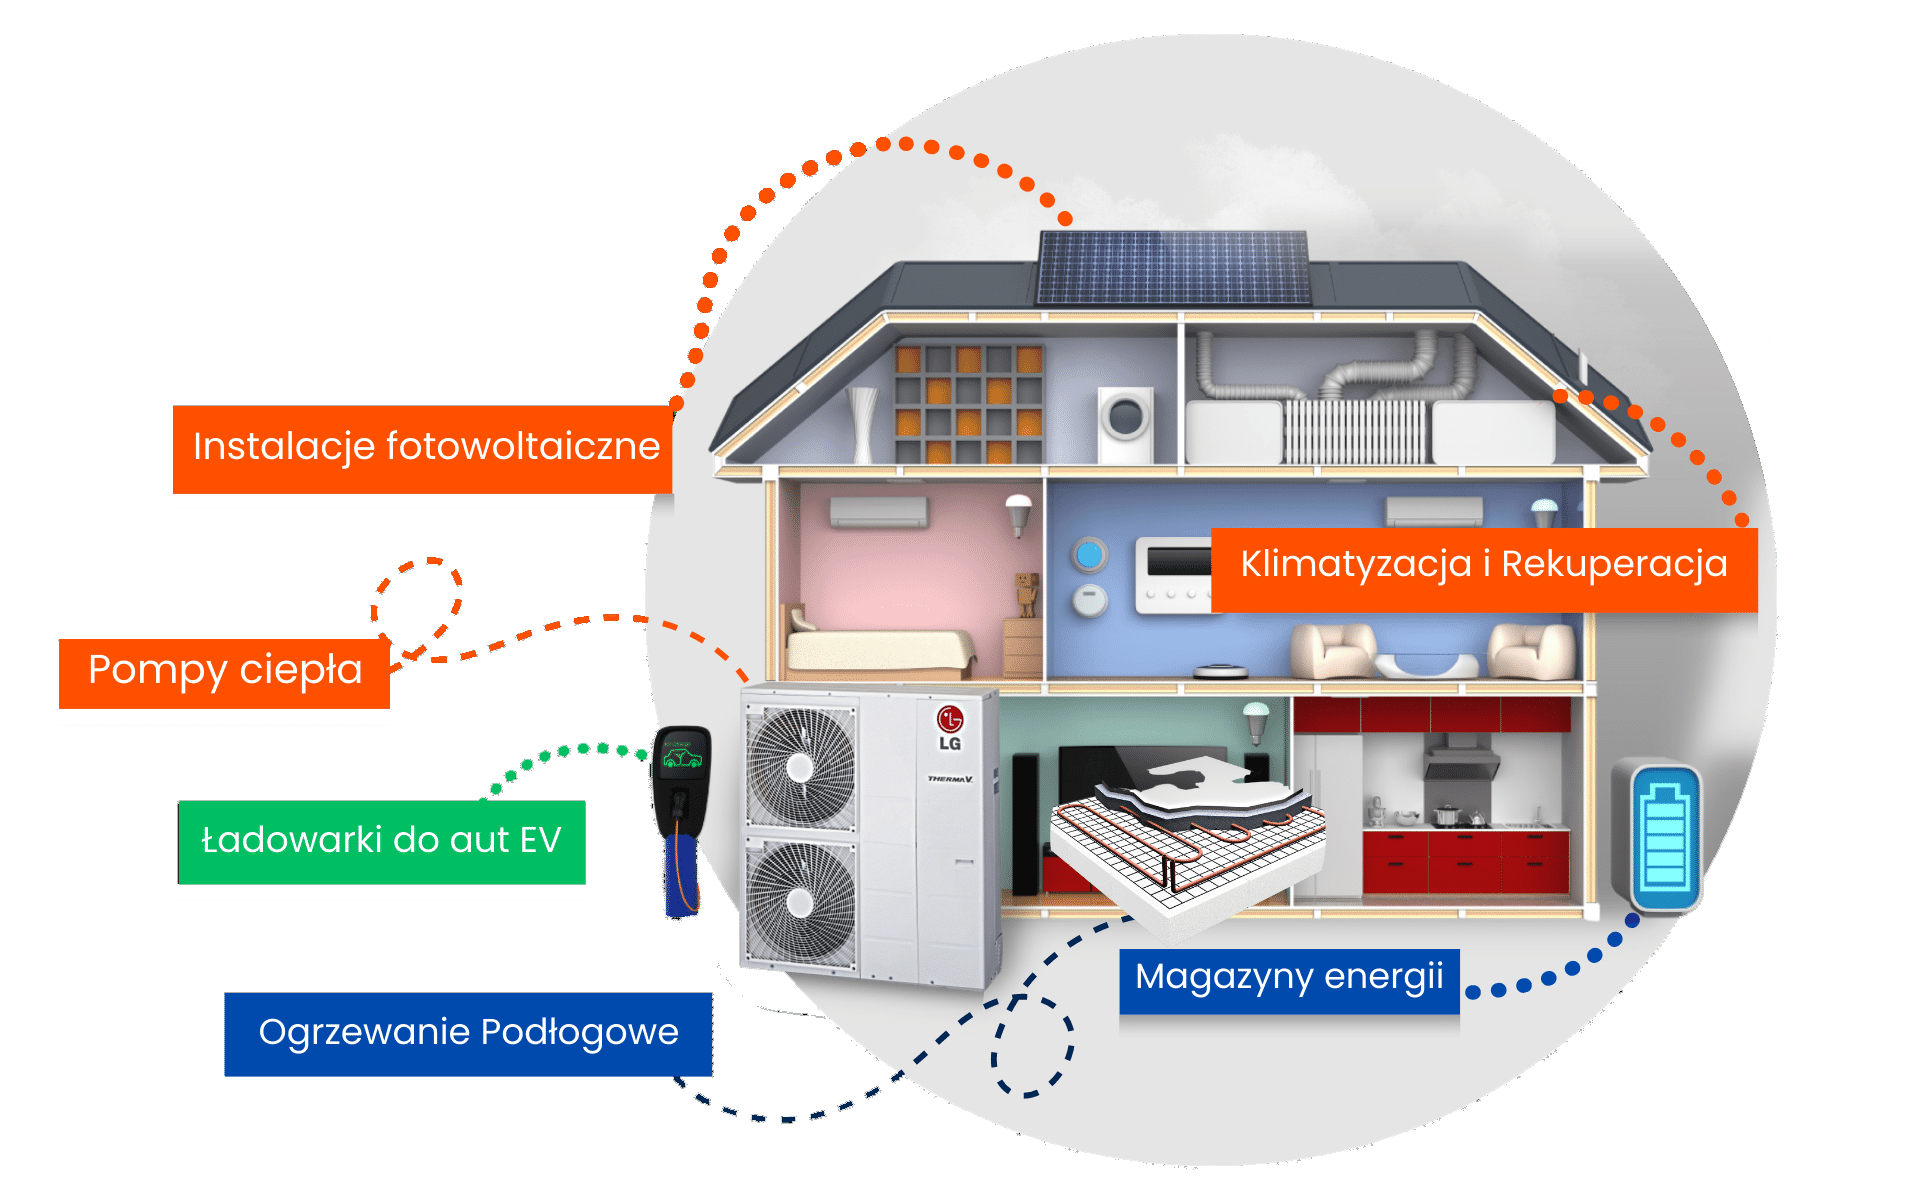 Instalacje fotowoltaiczne
Klimatyzacja i Rekuperacja
Pompy ciepła
LG
THERMA V.
Ładowarki do aut EV
Magazyny energii
Ogrzewanie Podłogowe